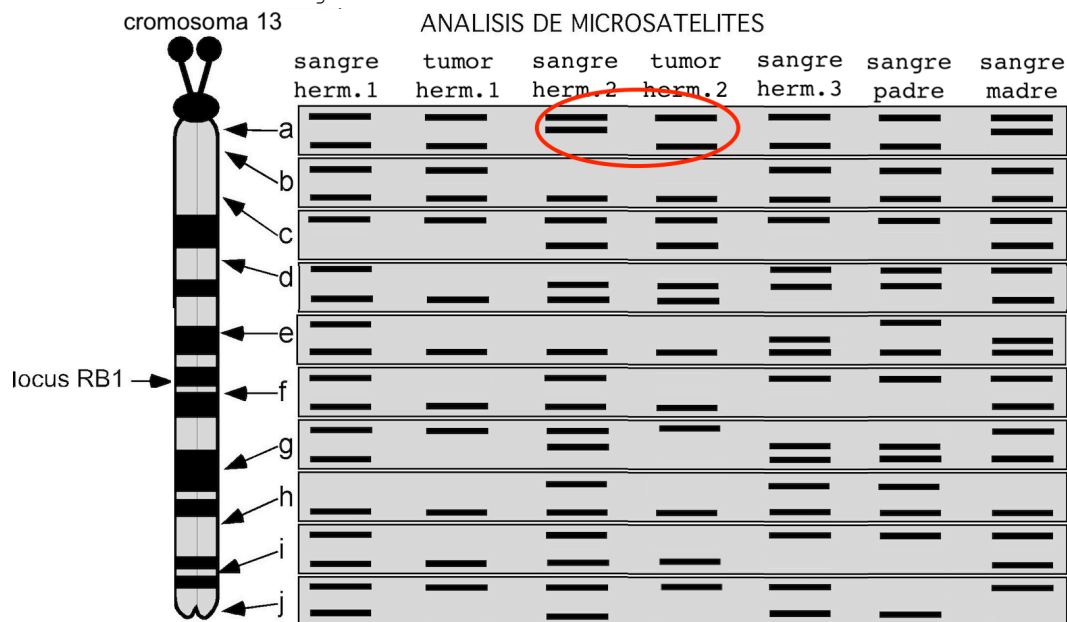 cromosoma 13
ANALISIS DE MICROSATELITES
sangre herm.1
tumor herm.1
sangre herm.2
tumor herm.2
sangre herm.3
sangre padre
sangre madre
a
b
c
d
e
locus RB1
f
g
h
i
j